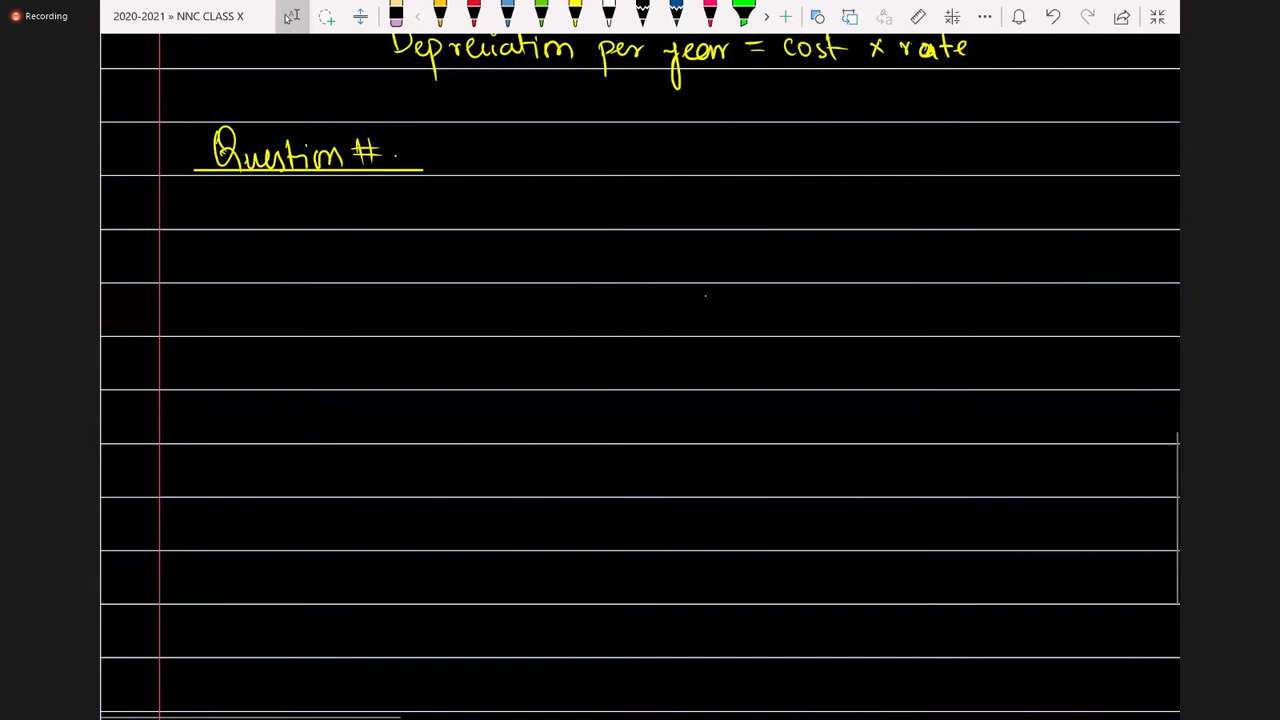 Recording
2020-2021 » NNC CLASS X
Depreciation per year = cost x rate
Question #.